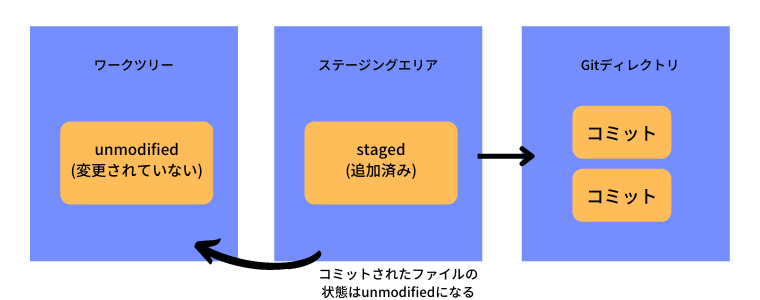 ワークツリー
ステージングエリア
Gitディレクトリ
unmodified
(変更されていない)
staged
(追加済み)
コミット
コミット
コミットされたファイルの
状態はunmodifiedになる